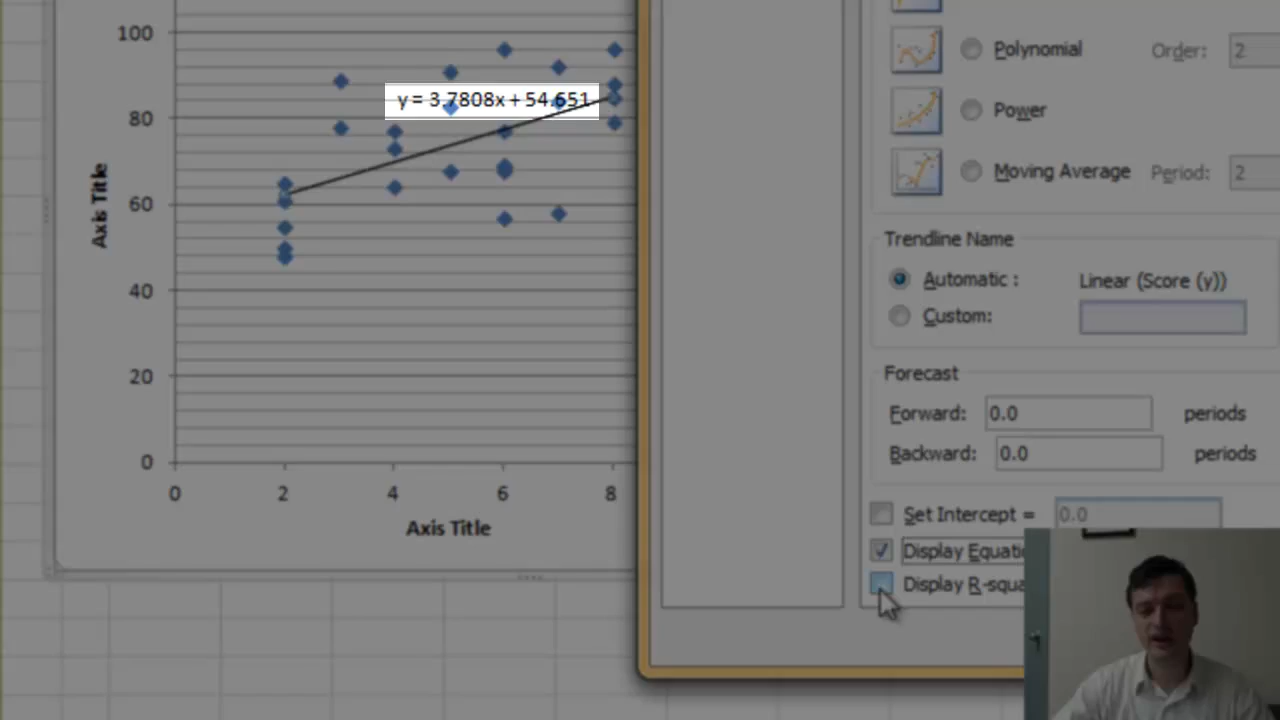 100
80
60
40
20
0
0 2 4 6 8
Axis Title
Axis Title
y = 3.7808x + 54.651
Polynomial Order: 2
Power
Moving Average Period: 2
Trendline Name
Automatic : Linear (Score (y))
Custom:
Forecast
Forward: 0.0 periods
Backward: 0.0 periods
Set Intercept = 0.0
Display Equati
Display R-squa